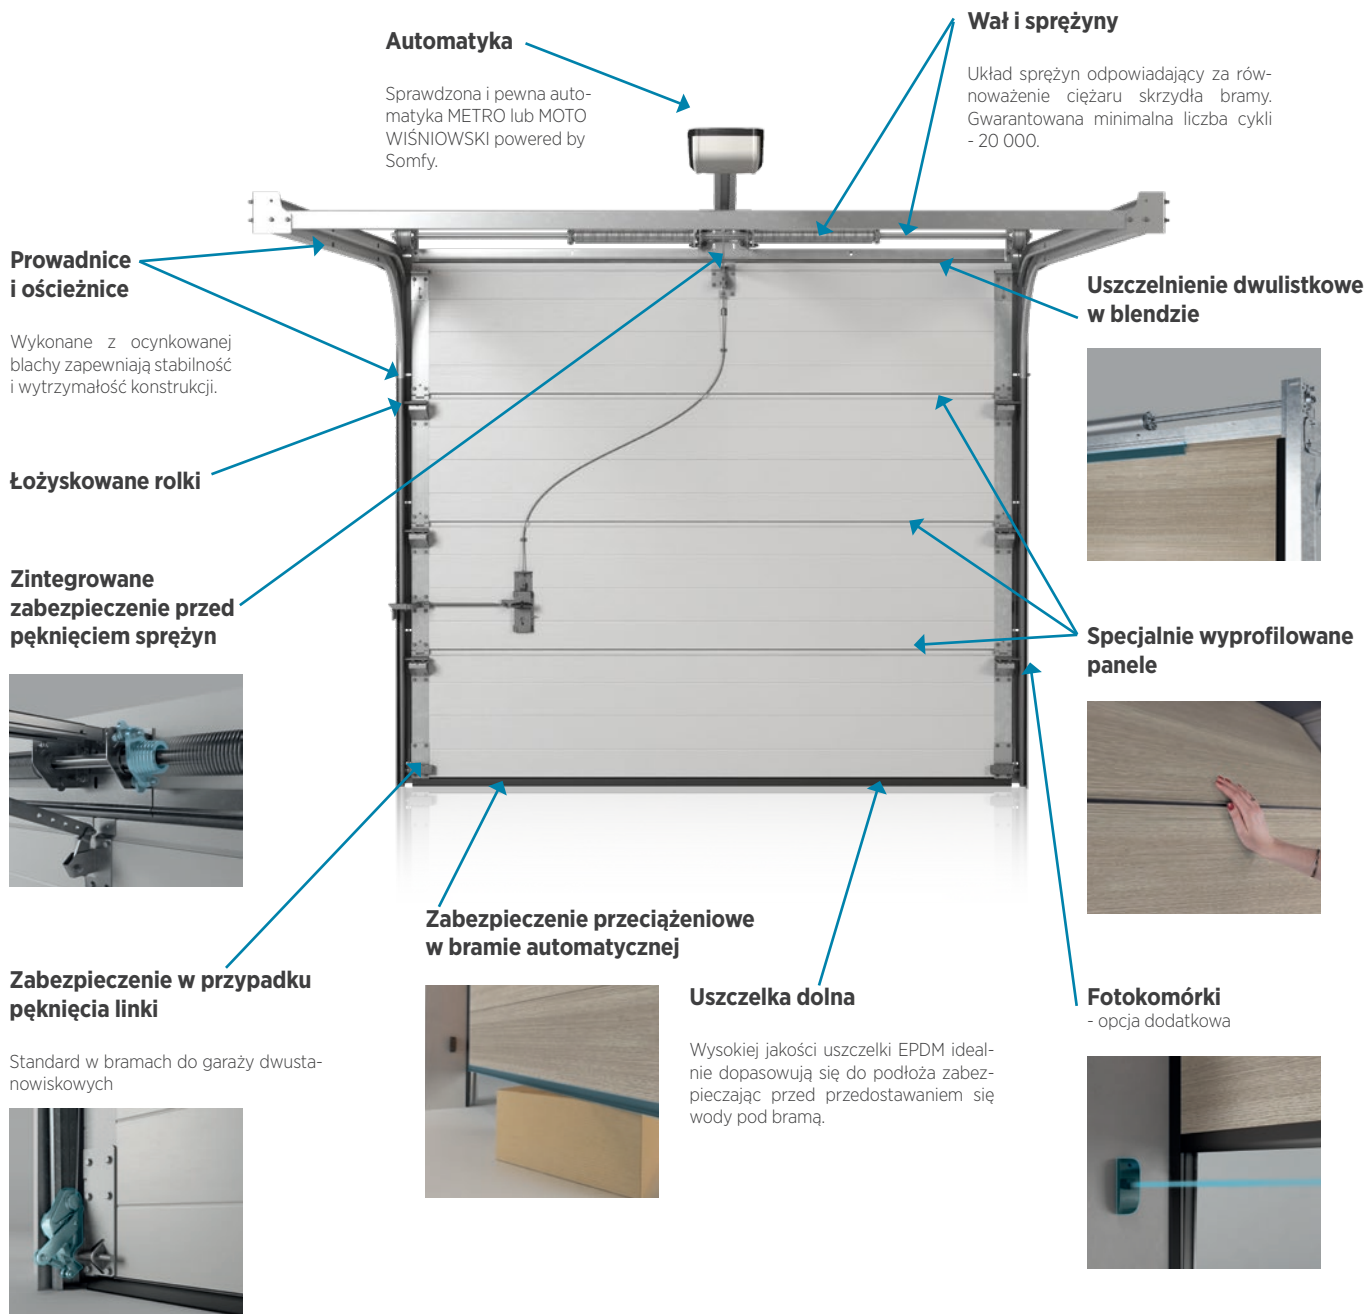 Automatyka
Sprawdzona i pewna auto-
matyka METRO lub MOTO
WIŚNIOWSKI powered by
Somfy.
Wał i sprężyny
Układ sprężyn odpowiadający za rów-
noważenie ciężaru skrzydła bramy.
Gwarantowana minimalna liczba cykli
- 20 000.
Prowadnice
i ościeżnice
Wykonane z ocynkowanej
blachy zapewniają stabilność
i wytrzymałość konstrukcji.
Łożyskowane rolki
Zintegrowane
zabezpieczenie przed
pęknięciem sprężyn
Uszczelnienie dwulistkowe
w blendzie
Specjalnie wyprofilowane
panele
Zabezpieczenie w przypadku
pęknięcia linki
Standard w bramach do garaży dwusta-
nowiskowych
Zabezpieczenie przeciążeniowe
w bramie automatycznej
Uszczelka dolna
Wysokiej jakości uszczelki EPDM ideal-
nie dopasowują się do podłoża zabez-
pieczając przed przedostawaniem się
wody pod bramą.
Fotokomórki
- opcja dodatkowa